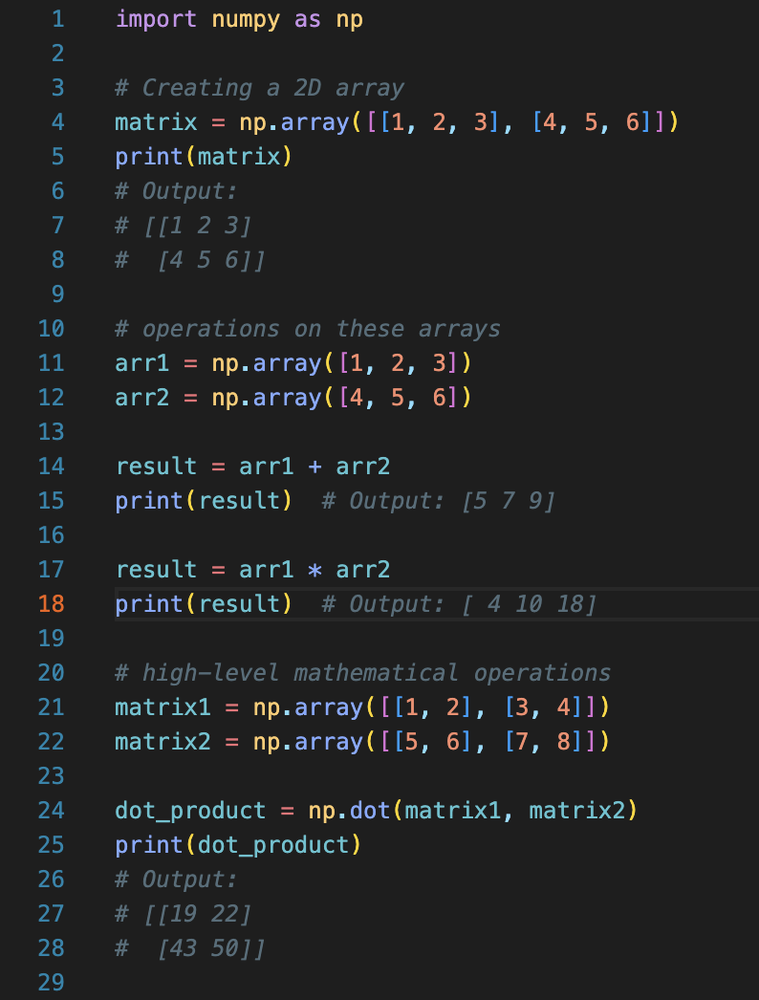 1 import numpy as np
2
3 # Creating a 2D array
4 matrix = np.array([[1, 2, 3], [4, 5, 6]])
5 print(matrix)
6 # Output:
7 # [[1 2 3]
8 #  [4 5 6]]
9
10 # operations on these arrays
11 arr1 = np.array([1, 2, 3])
12 arr2 = np.array([4, 5, 6])
13
14 result = arr1 + arr2
15 print(result)  # Output: [5 7 9]
16
17 result = arr1 * arr2
18 print(result)  # Output: [ 4 10 18]
19
20 # high-level mathematical operations
21 matrix1 = np.array([[1, 2], [3, 4]])
22 matrix2 = np.array([[5, 6], [7, 8]])
23
24 dot_product = np.dot(matrix1, matrix2)
25 print(dot_product)
26 # Output:
27 # [[19 22]
28 #  [43 50]]
29